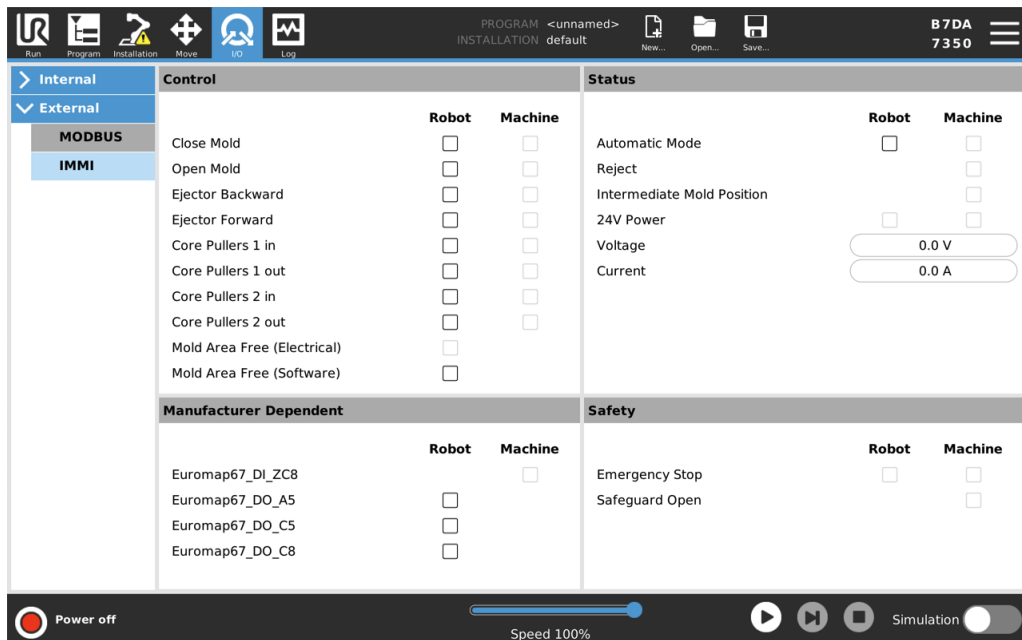 PROGRAM <unnamed>
INSTALLATION default
B7DA
7350
UR
Run Program Installation Move I/O Log New... Open... Save...
Internal
External
MODBUS
IMMI
Control
Robot Machine
Close Mold
Open Mold
Ejector Backward
Ejector Forward
Core Pullers 1 in
Core Pullers 1 out
Core Pullers 2 in
Core Pullers 2 out
Mold Area Free (Electrical)
Mold Area Free (Software)
Status
Robot Machine
Automatic Mode
Reject
Intermediate Mold Position
24V Power
Voltage 0.0 V
Current 0.0 A
Manufacturer Dependent
Robot Machine
Euromap67_DI_ZC8
Euromap67_DO_A5
Euromap67_DO_C5
Euromap67_DO_C8
Safety
Robot Machine
Emergency Stop
Safeguard Open
Power off
Speed 100%
Simulation